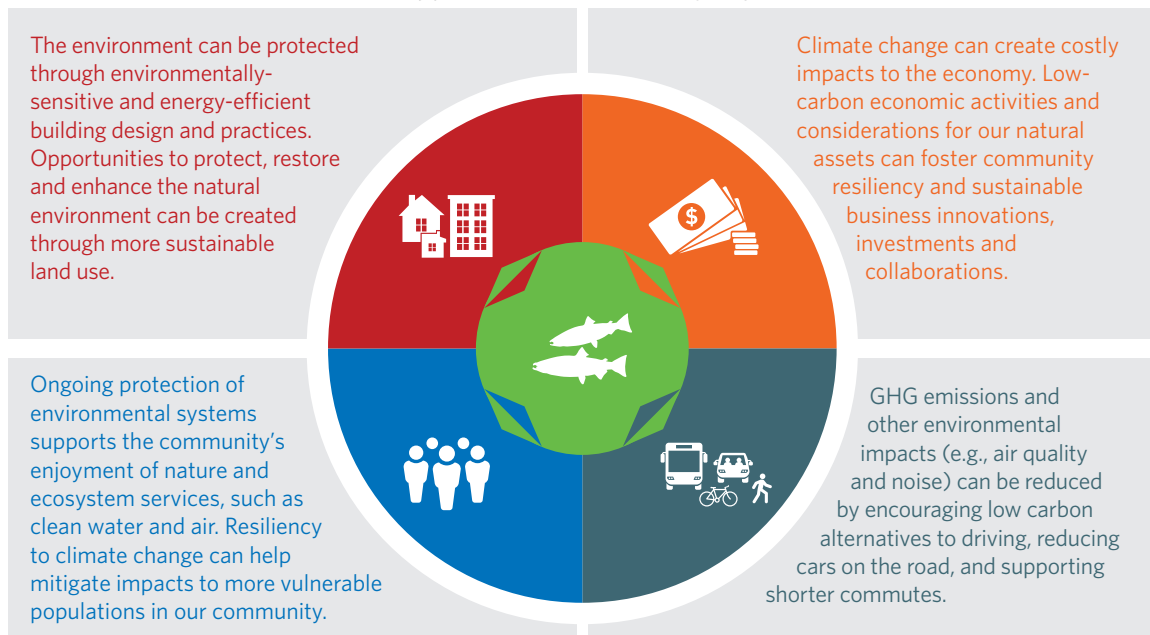 The environment can be protected
through environmentally-
sensitive and energy-efficient
building design and practices.
Opportunities to protect, restore
and enhance the natural
environment can be created
through more sustainable
land use.
Climate change can create costly
impacts to the economy. Low-
carbon economic activities and
considerations for our natural
assets can foster community
resiliency and sustainable
business innovations,
investments and
collaborations.
$
Ongoing protection of
environmental systems
supports the community's
enjoyment of nature and
ecosystem services, such as
clean water and air. Resiliency
to climate change can help
mitigate impacts to more vulnerable
populations in our community.
GHG emissions and
other environmental
impacts (e.g., air quality
and noise) can be reduced
by encouraging low carbon
alternatives to driving, reducing
cars on the road, and supporting
shorter commutes.